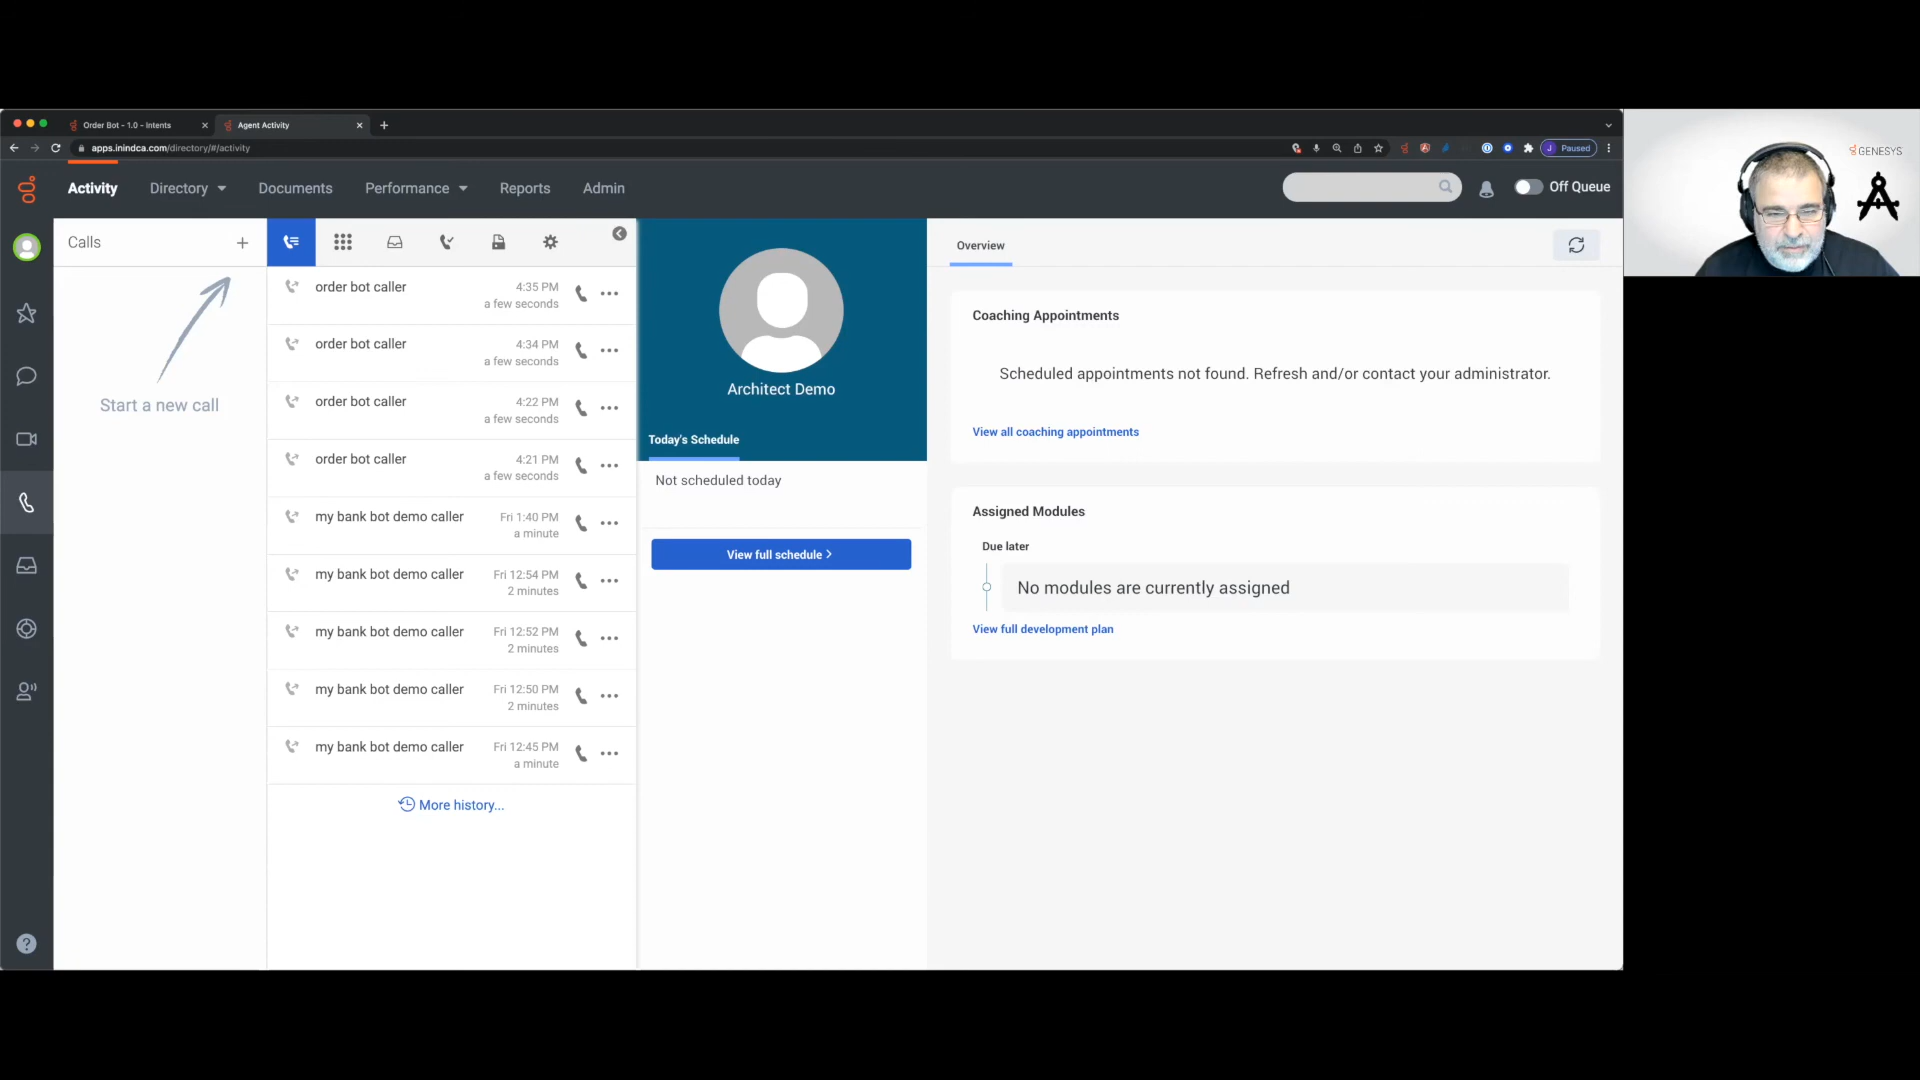 Order Bot - 1.0 - Intents
Agent Activity
apps.inindca.com/directory/#/activity
J Paused
Activity
Directory
Documents
Performance
Reports
Admin
Off Queue
GENESYS
Calls
Start a new call
order bot caller 4:35 PM
a few seconds
order bot caller 4:34 PM
a few seconds
order bot caller 4:22 PM
a few seconds
order bot caller 4:21 PM
a few seconds
my bank bot demo caller Fri 1:40 PM
a minute
my bank bot demo caller Fri 12:54 PM
2 minutes
my bank bot demo caller Fri 12:52 PM
2 minutes
my bank bot demo caller Fri 12:50 PM
2 minutes
my bank bot demo caller Fri 12:45 PM
a minute
More history...
Architect Demo
Today's Schedule
Not scheduled today
View full schedule
Overview
Coaching Appointments
Scheduled appointments not found. Refresh and/or contact your administrator.
View all coaching appointments
Assigned Modules
Due later
No modules are currently assigned
View full development plan